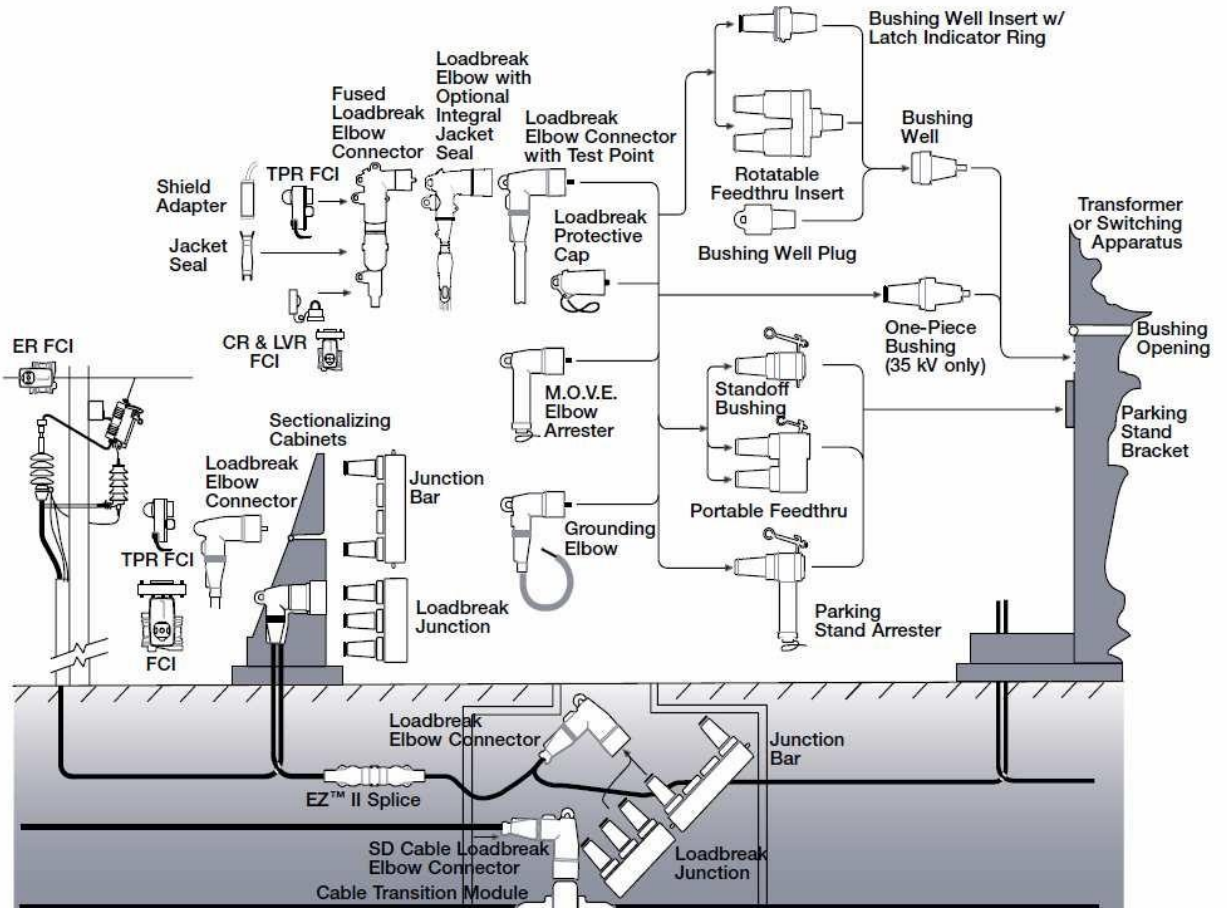 Bushing Well Insert w/
Latch Indicator Ring
Loadbreak
Elbow with
Optional
Integral
Jacket
Seal
Fused
Loadbreak
Elbow
Connector
Loadbreak
Elbow Connector
with Test Point
Bushing
Well
TPR FCI
Shield
Adapter
Rotatable
Feedthru Insert
Transformer
or Switching
Apparatus
Jacket
Seal
Loadbreak
Protective
Cap
Bushing Well Plug
CR & LVR
FCI
One-Piece
Bushing
(35 kV only)
Bushing
Opening
ER FCI
M.O.V.E.
Elbow
Arrester
Standoff
Bushing
Parking
Stand
Bracket
Sectionalizing
Cabinets
Loadbreak
Elbow
Connector
Junction
Bar
Portable Feedthru
Grounding
Elbow
TPR FCI
Loadbreak
Junction
Parking
Stand Arrester
FCI
Loadbreak
Elbow Connector
Junction
Bar
EZ™ II Splice
SD Cable Loadbreak
Elbow Connector
Loadbreak
Junction
Cable Transition Module